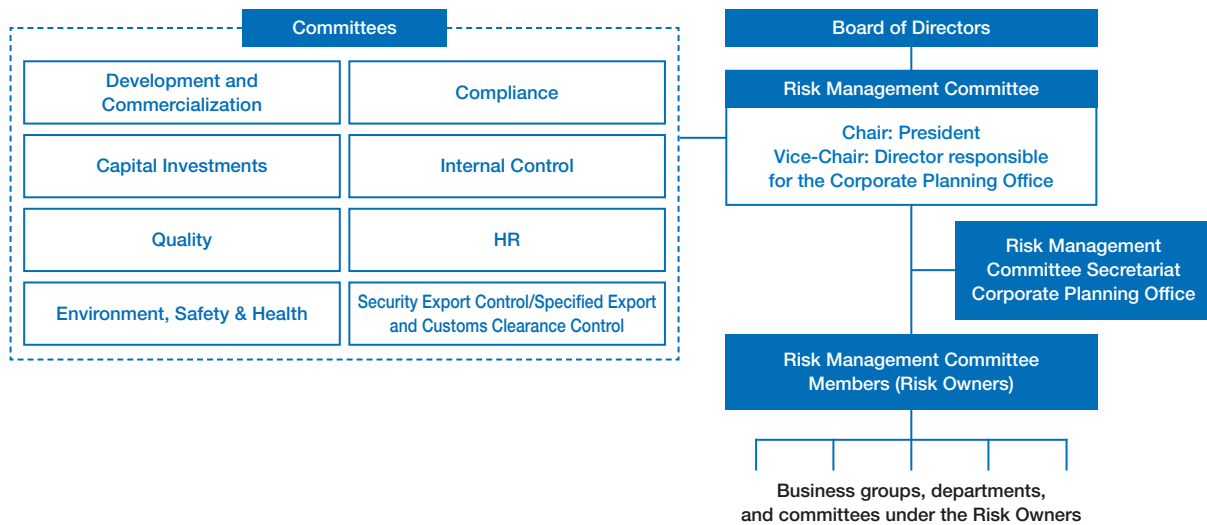 Committees
Development and
Commercialization
Compliance
Capital Investments
Internal Control
Quality
HR
Environment, Safety & Health
Security Export Control/Specified Export
and Customs Clearance Control
Board of Directors
Risk Management Committee
Chair: President
Vice-Chair: Director responsible
for the Corporate Planning Office
Risk Management
Committee Secretariat
Corporate Planning Office
Risk Management Committee
Members (Risk Owners)
Business groups, departments,
and committees under the Risk Owners